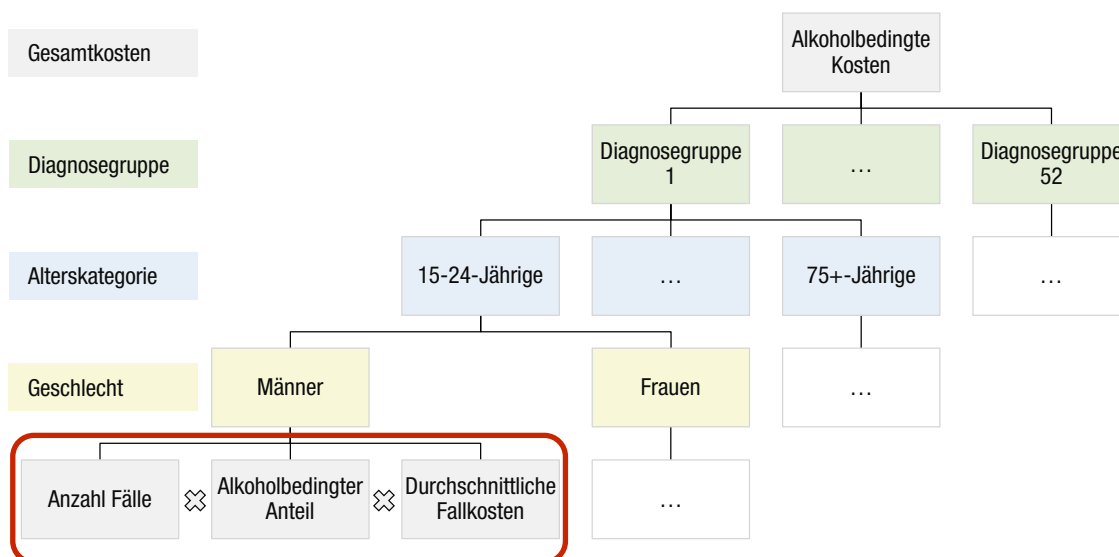 Gesamtkosten
Alkoholbedingte
Kosten
Diagnosegruppe
Diagnosegruppe
1
…
Diagnosegruppe
52
Alterskategorie
15-24-Jährige
…
75+-Jährige
…
Geschlecht
Männer
Frauen
…
Anzahl Fälle
Alkoholbedingter
Anteil
Durchschnittliche
Fallkosten
…